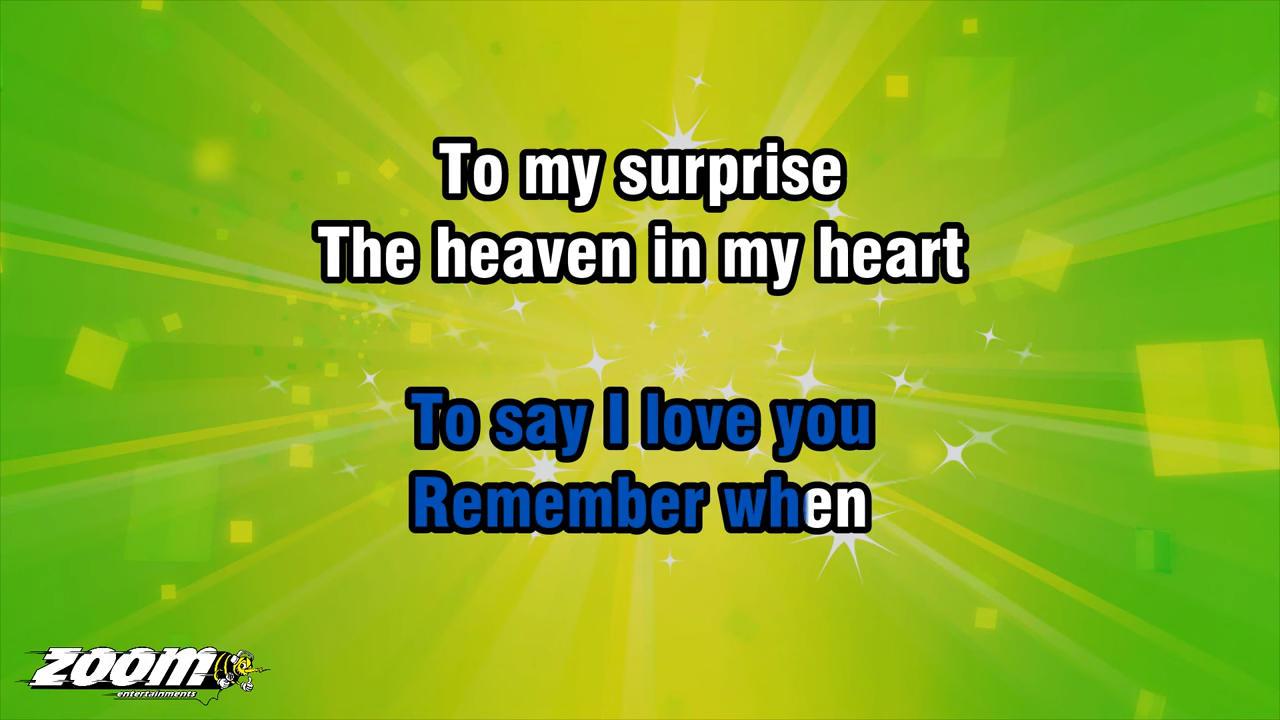 To my surprise
The heaven in my heart
To say I love you
Remember when
zoom
entertainments